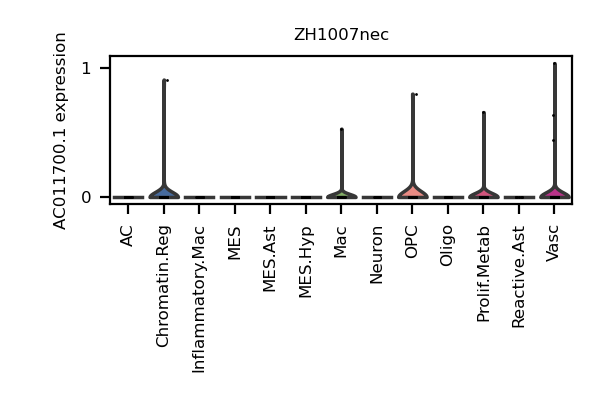 ZH1007nec
AC011700.1 expression
1
0
AC
Chromatin.Reg
Inflammatory.Mac
MES
MES.Ast
MES.Hyp
Mac
Neuron
OPC
Oligo
Prolif.Metab
Reactive.Ast
Vasc